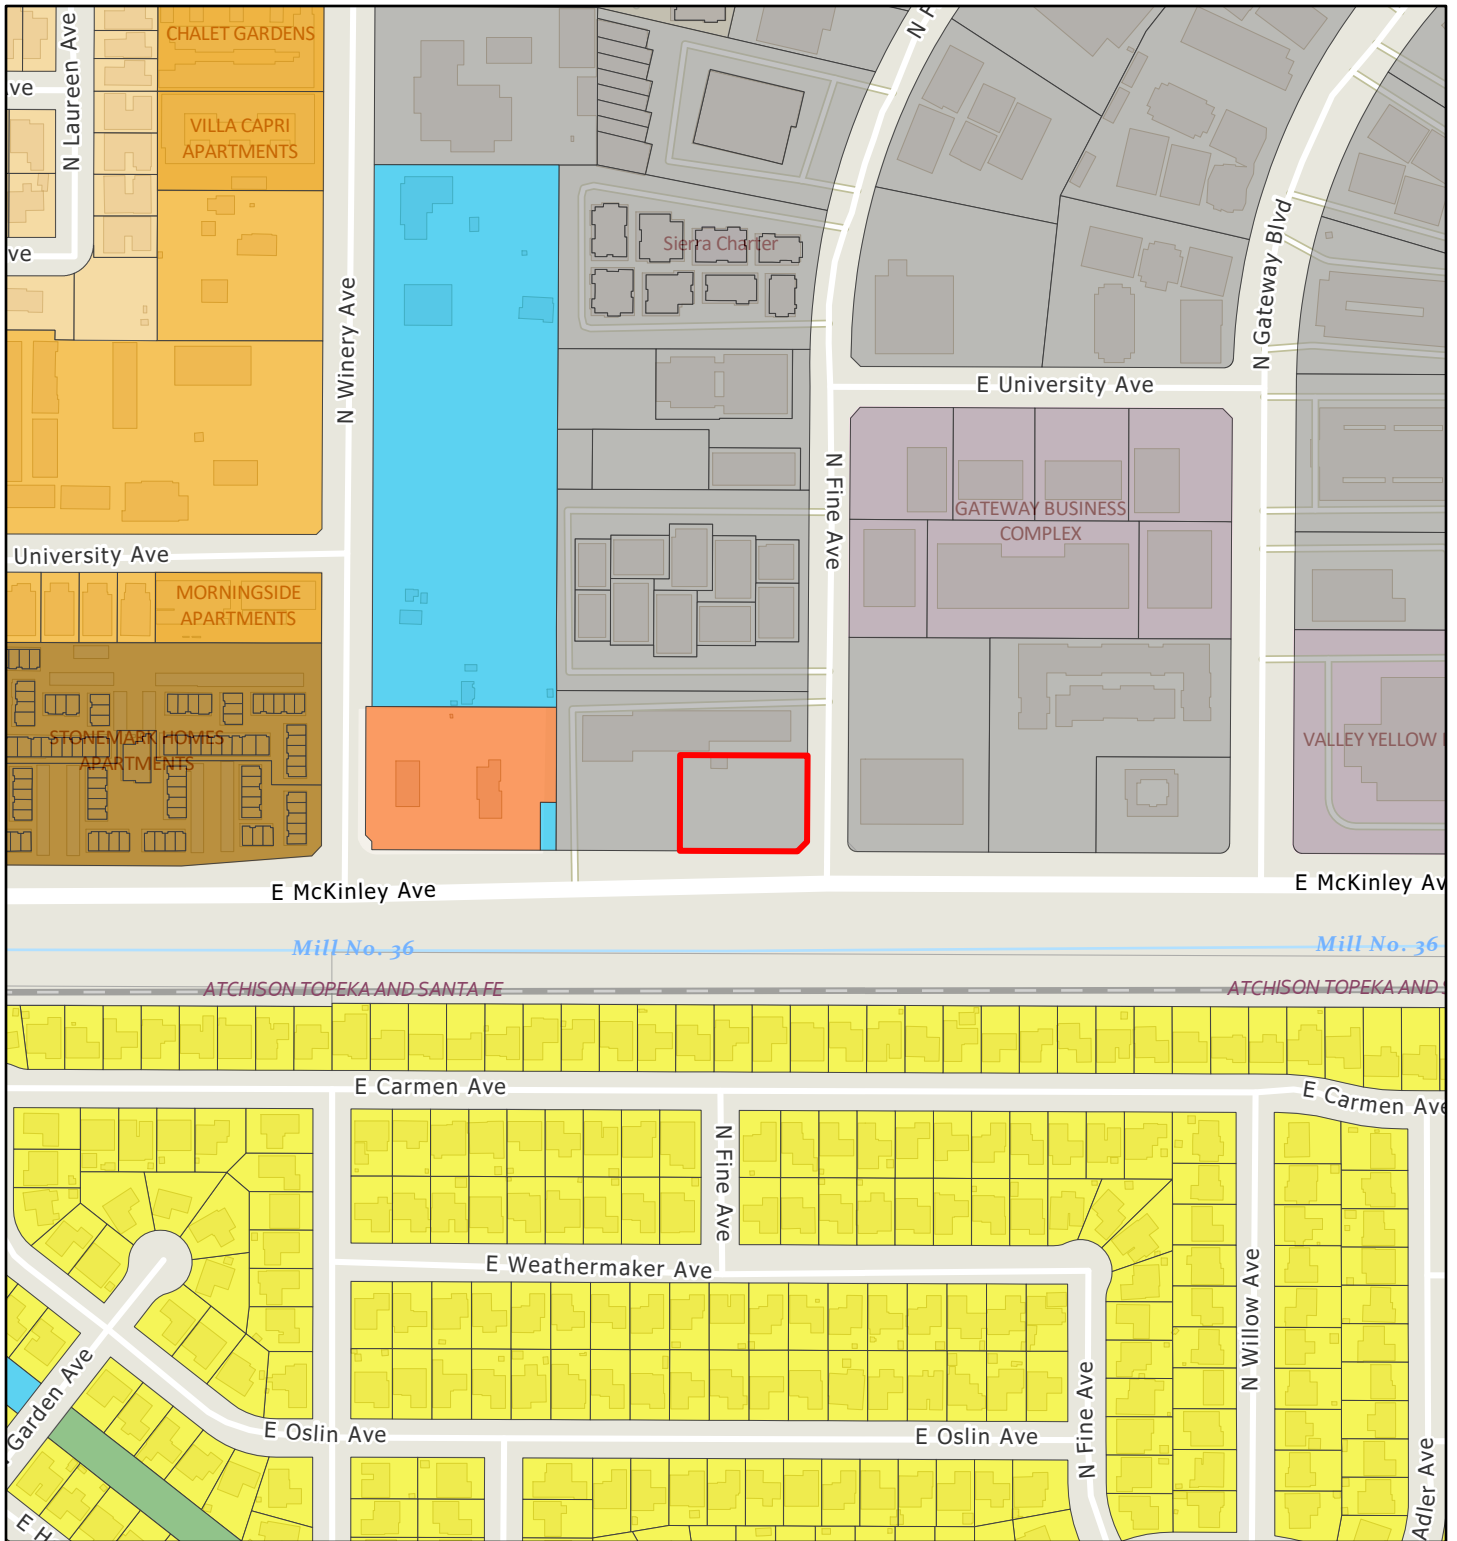 CHALET GARDENS
N Laureen Ave
ve
VILLA CAPRI
APARTMENTS
ve
Sierra Charter
N Winery Ave
N Gateway Blvd
E University Ave
N Fine Ave
GATEWAY BUSINESS
COMPLEX
University Ave
MORNINGSIDE
APARTMENTS
STONEMARK HOMES
APARTMENTS
VALLEY YELLOW
E McKinley Ave
E McKinley Av
Mill No. 36
Mill No. 36
ATCHISON TOPEKA AND SANTA FE
ATCHISON TOPEKA AND S
E Carmen Ave
E Carmen Ave
N Fine Ave
E Weathermaker Ave
N Willow Ave
Garden Ave
E Oslin Ave
E Oslin Ave
N Fine Ave
Adler Ave
E H